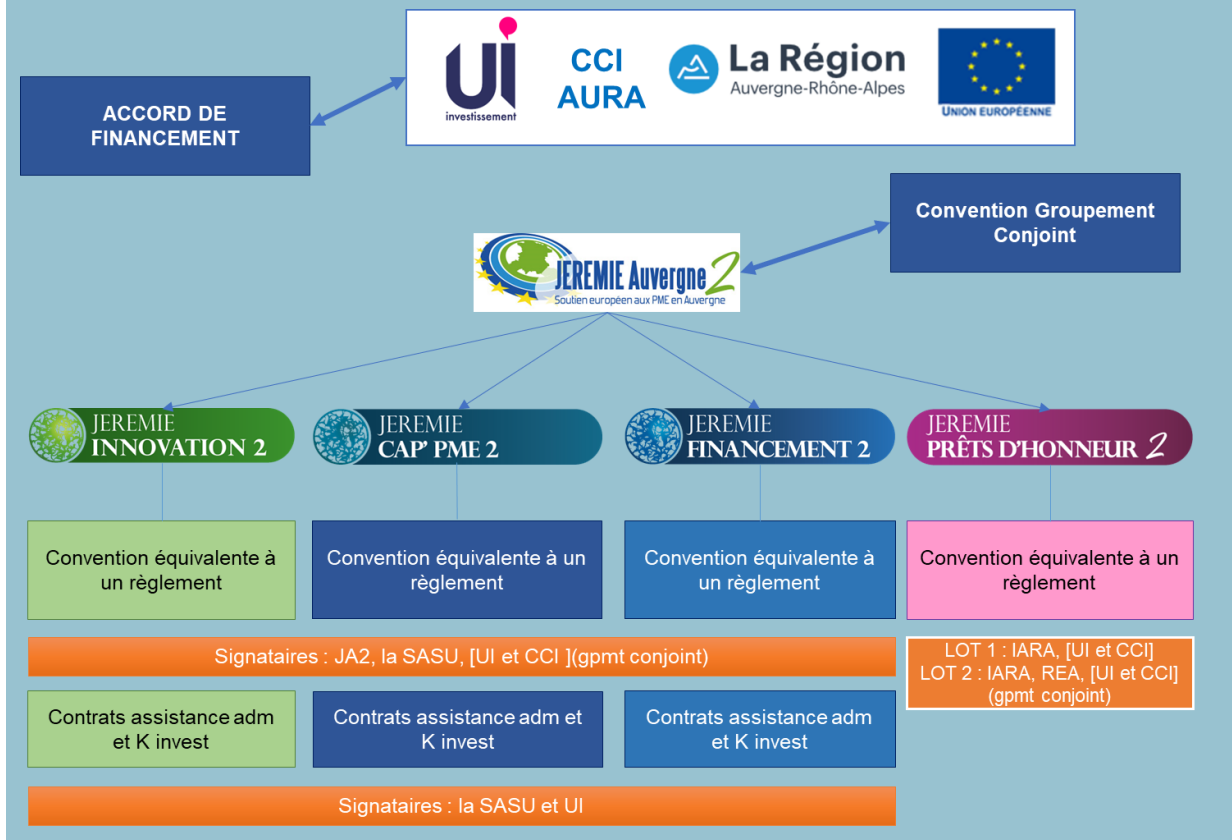 ACCORD DE
FINANCEMENT
Ui
investissement
CCI
AURA
La Région
Auvergne-Rhône-Alpes
UNION EUROPÉENNE
Convention Groupement
Conjoint
JEREMIE Auvergne 2
Soutien européen aux PME en Auvergne
JEREMIE
INNOVATION 2
JEREMIE
CAP' PME 2
JEREMIE
FINANCEMENT 2
JEREMIE
PRÊTS D'HONNEUR 2
Convention équivalente à
un règlement
Convention équivalente à un
règlement
Convention équivalente à
un règlement
Convention équivalente à un
règlement
Signataires : JA2, la SASU, [UI et CCI ](gpmt conjoint)
LOT 1 : IARA, [UI et CCI]
LOT 2 : IARA, REA, [UI et CCI]
(gpmt conjoint)
Contrats assistance adm
et K invest
Contrats assistance adm et
K invest
Contrats assistance adm
et K invest
Signataires : la SASU et UI